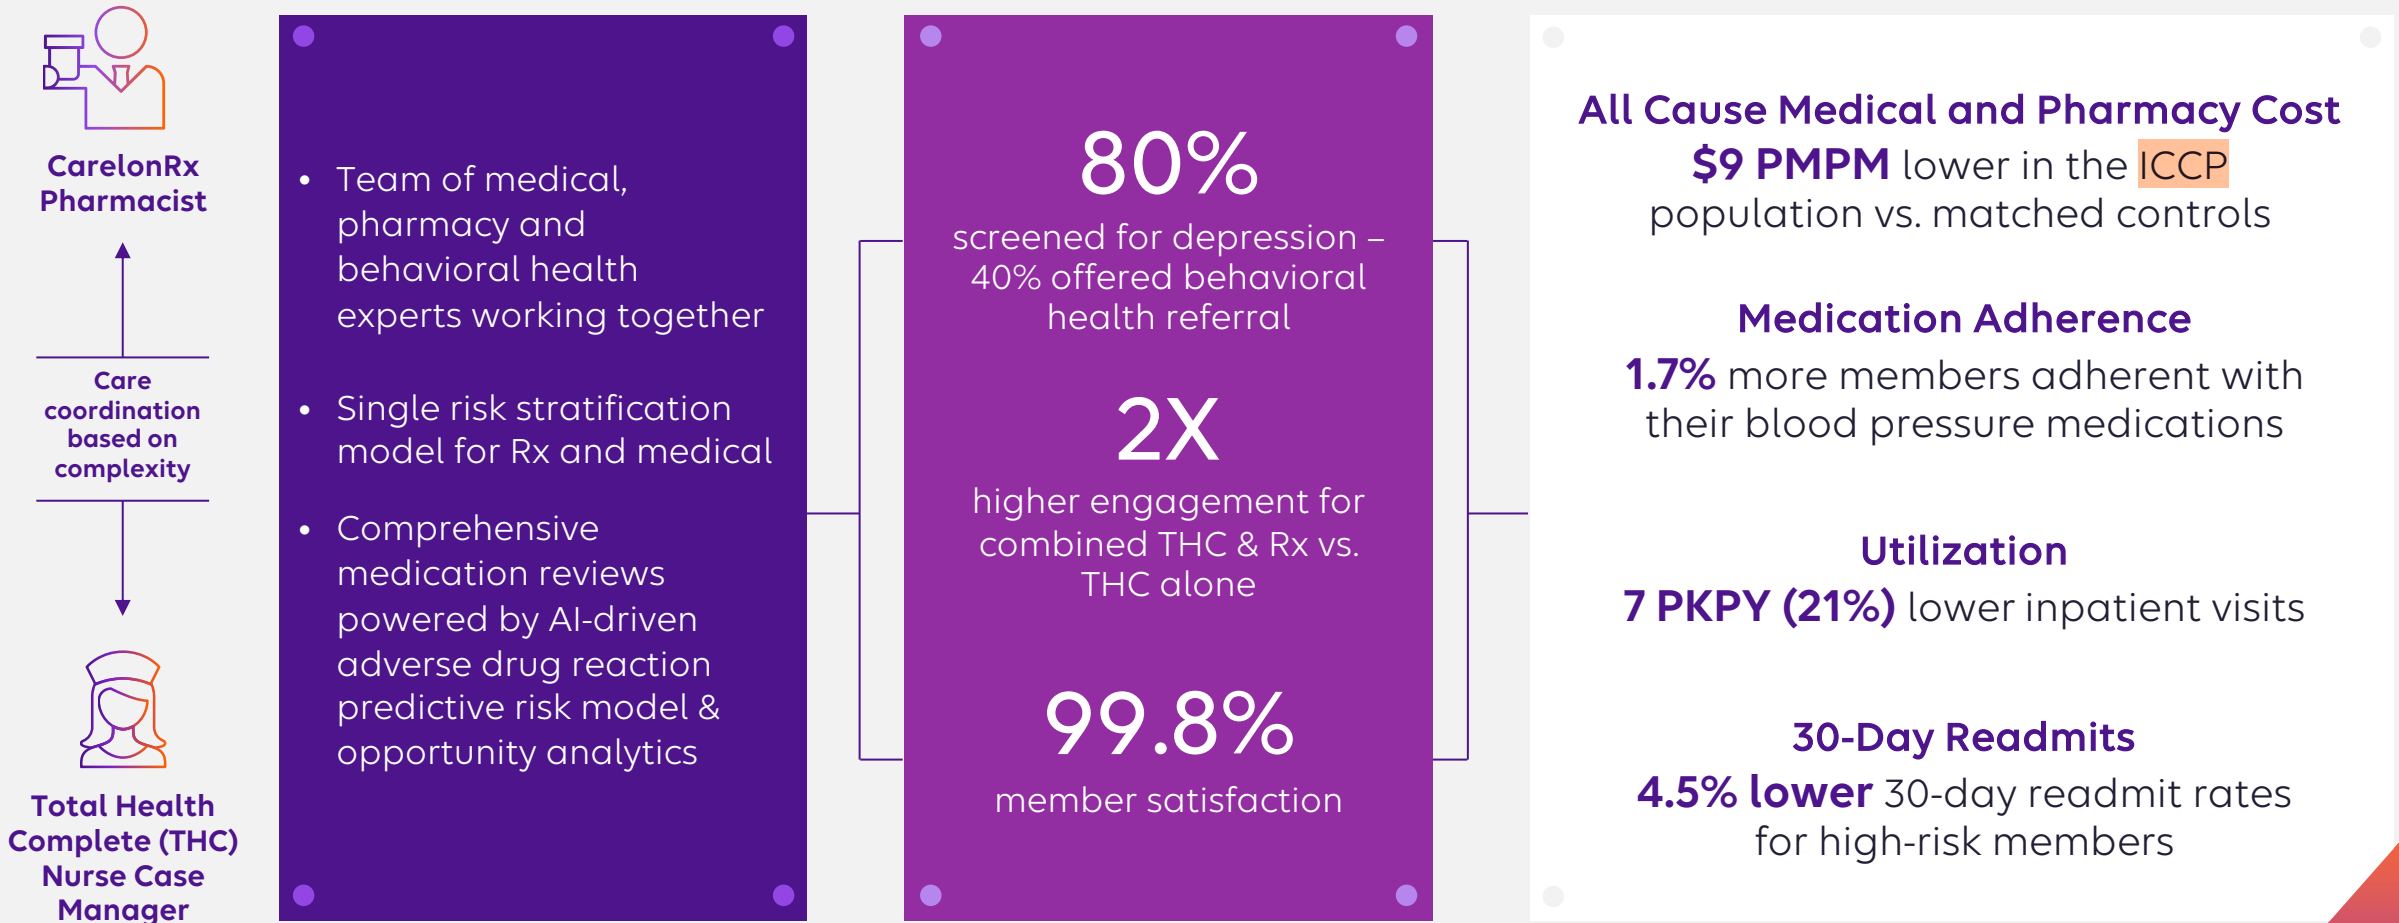 CarelonRx
Pharmacist
Care
coordination
based on
complexity
Total Health
Complete (THC)
Nurse Case
Manager
• Team of medical,
pharmacy and
behavioral health
experts working together
• Single risk stratification
model for Rx and medical
• Comprehensive
medication reviews
powered by AI-driven
adverse drug reaction
predictive risk model &
opportunity analytics
80%
screened for depression –
40% offered behavioral
health referral
2X
higher engagement for
combined THC & Rx vs.
THC alone
99.8%
member satisfaction
All Cause Medical and Pharmacy Cost
$9 PMPM lower in the ICCP
population vs. matched controls
Medication Adherence
1.7% more members adherent with
their blood pressure medications
Utilization
7 PKPY (21%) lower inpatient visits
30-Day Readmits
4.5% lower 30-day readmit rates
for high-risk members